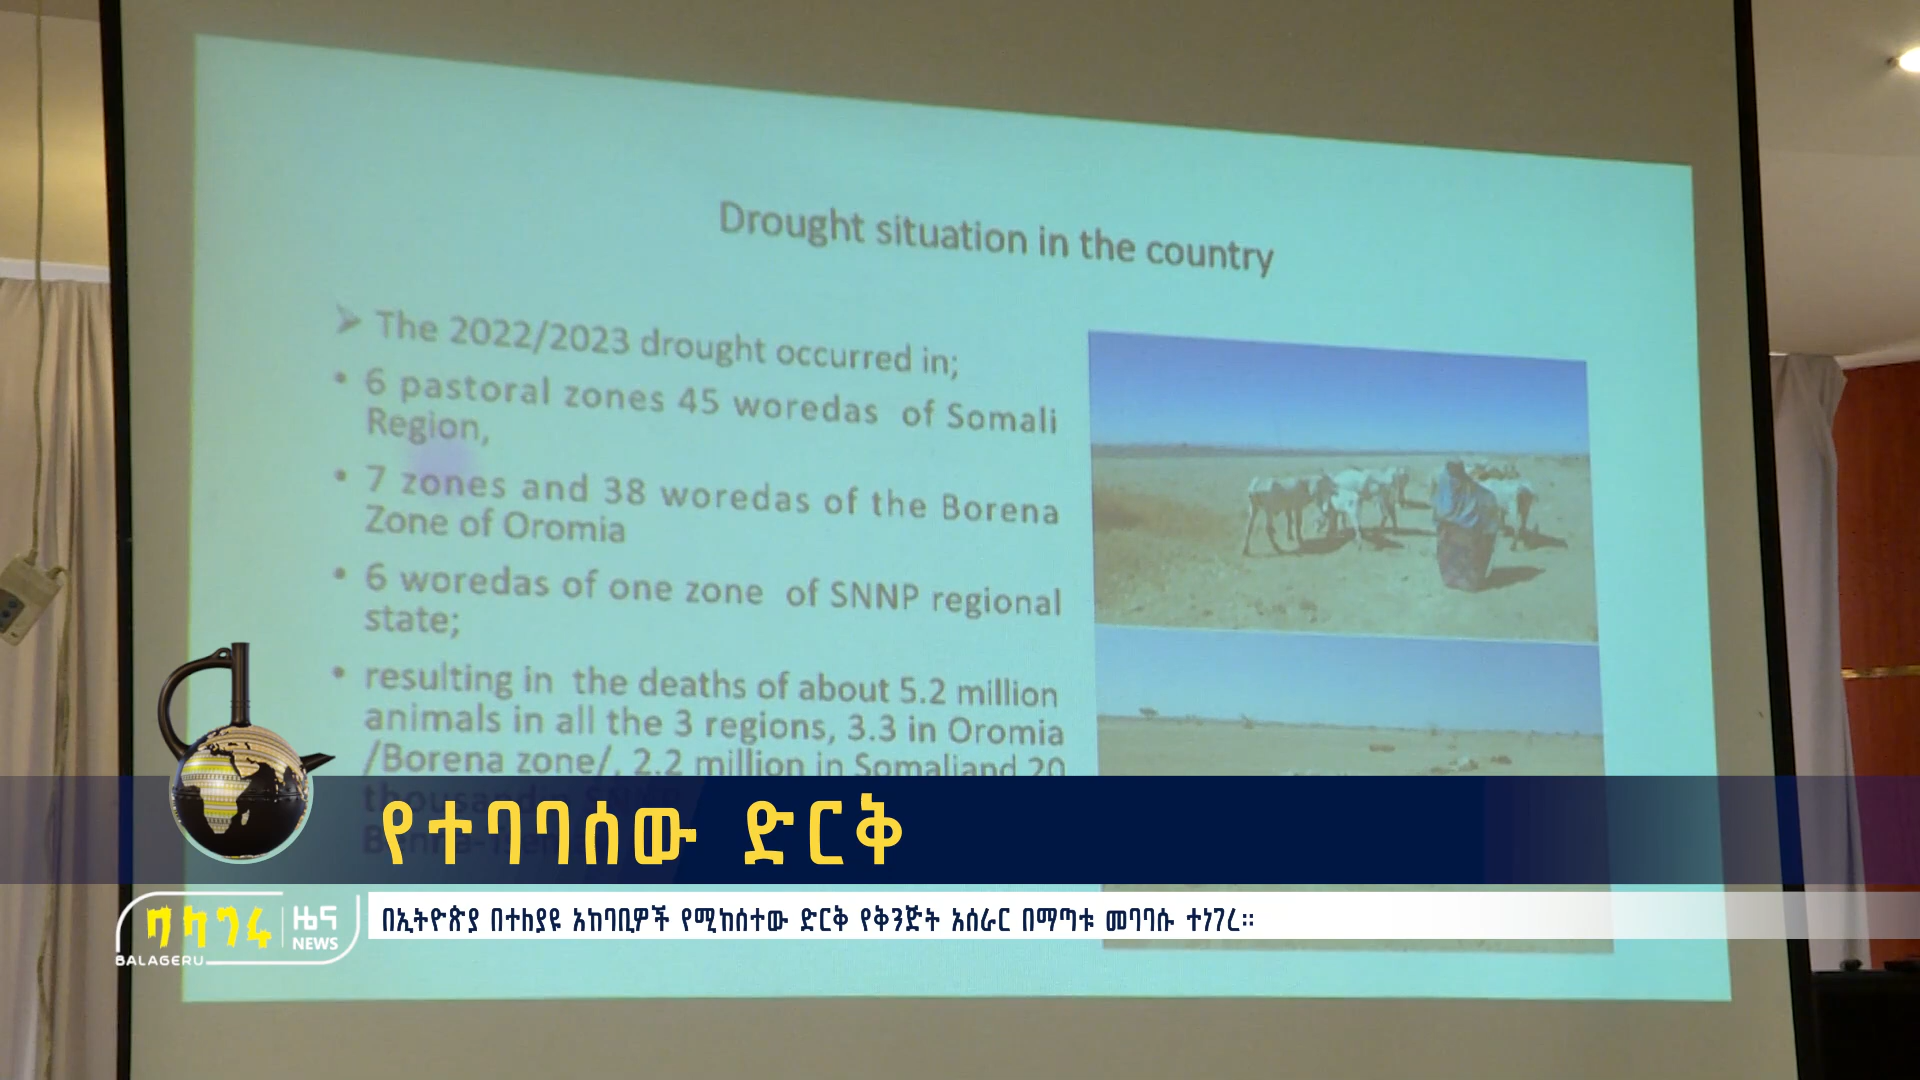 Drought situation in the country
➤ The 2022/2023 drought occurred in;
• 6 pastoral zones 45 woredas of Somali
Region,
• 7 zones and 38 woredas of the Borena
Zone of Oromia
• 6 woredas of one zone of SNNP regional
state;
• resulting in the deaths of about 5.2 million
animals in all the 3 regions, 3.3 in Oromia
/Borena zone/, 2.2 million in Somaliand 20
የተባባሰው ድርቅ
በኢትዮጵያ በተለያዩ አከባቢዎች የሚከሰተው ድርቅ የቅንጅት አሰራር በማጣቱ መባባሱ ተነገረ።
ባላገሩ ዜና
NEWS
BALAGERU